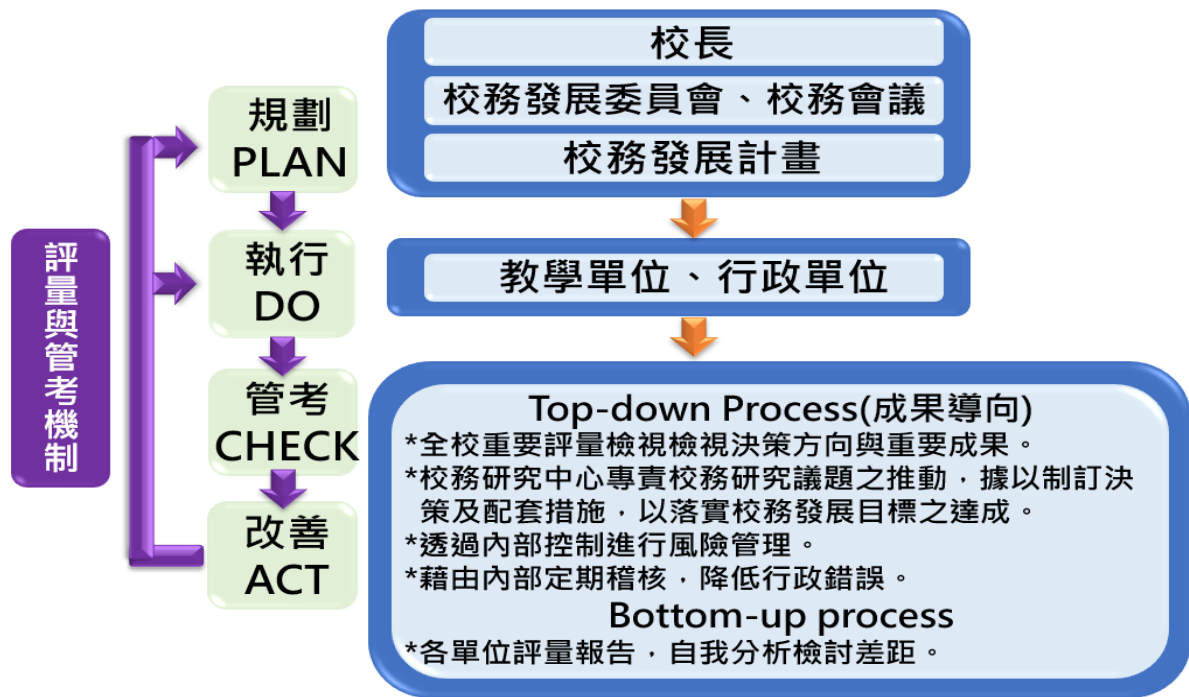 評量與管考機制
規劃
PLAN
執行
DO
管考
CHECK
改善
ACT
校長
校務發展委員會、校務會議
校務發展計畫
教學單位、行政單位
Top-down Process(成果導向)
*全校重要評量檢視檢視決策方向與重要成果。
*校務研究中心專責校務研究議題之推動，據以制訂決
策及配套措施，以落實校務發展目標之達成。
*透過內部控制進行風險管理。
*藉由內部定期稽核，降低行政錯誤。
Bottom-up process
*各單位評量報告，自我分析檢討差距。